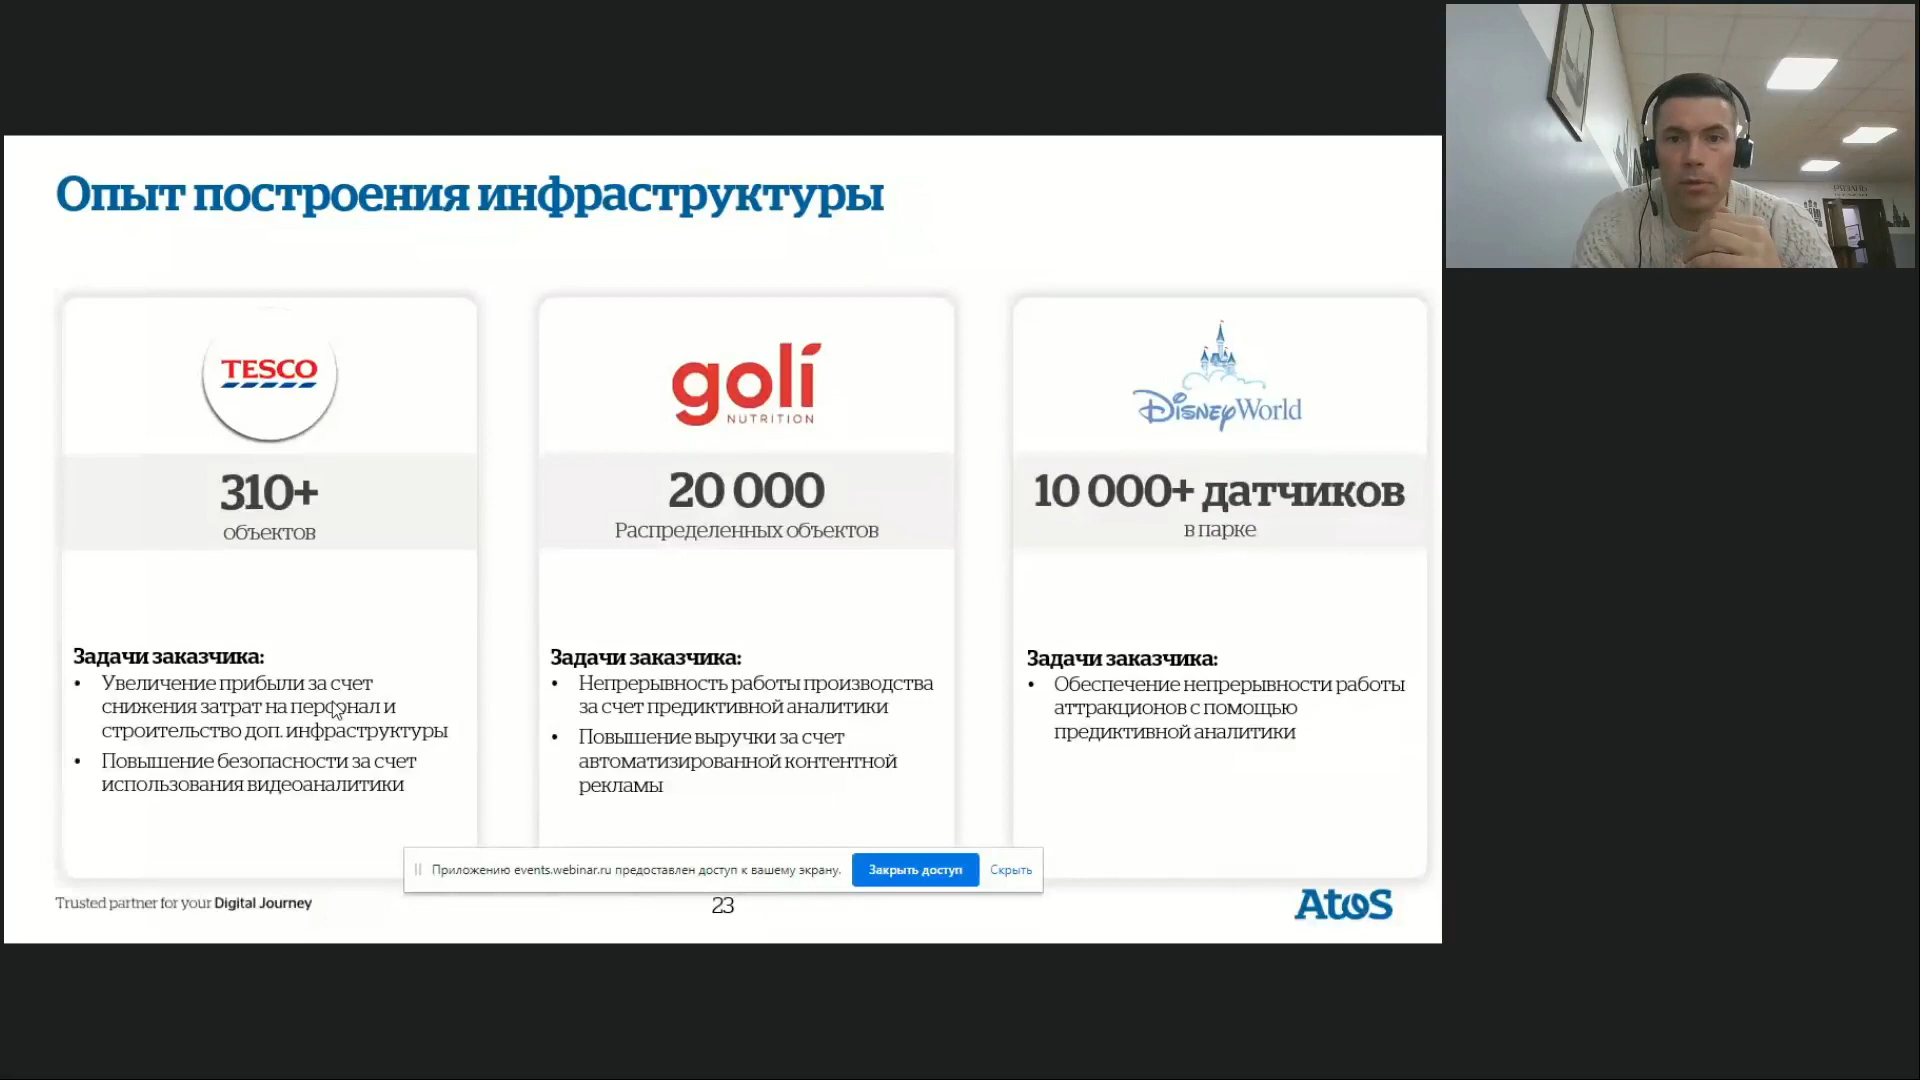 РЯЗАНЬ
Опыт построения инфраструктуры
TESCO
310+
объектов
Задачи заказчика:
• Увеличение прибыли за счет
снижения затрат на персонал и
строительство доп. инфраструктуры
• Повышение безопасности за счет
использования видеоаналитики
goli
NUTRITION
20 000
Распределенных объектов
Задачи заказчика:
• Непрерывность работы производства
за счет предиктивной аналитики
• Повышение выручки за счет
автоматизированной контентной
рекламы
Disney World
10 000+ датчиков
в парке
Задачи заказчика:
• Обеспечение непрерывности работы
аттракционов с помощью
предиктивной аналитики
Приложению events.webinar.ru предоставлен доступ к вашему экрану. Закрыть доступ Скрыть
Trusted partner for your Digital Journey
23
Atos